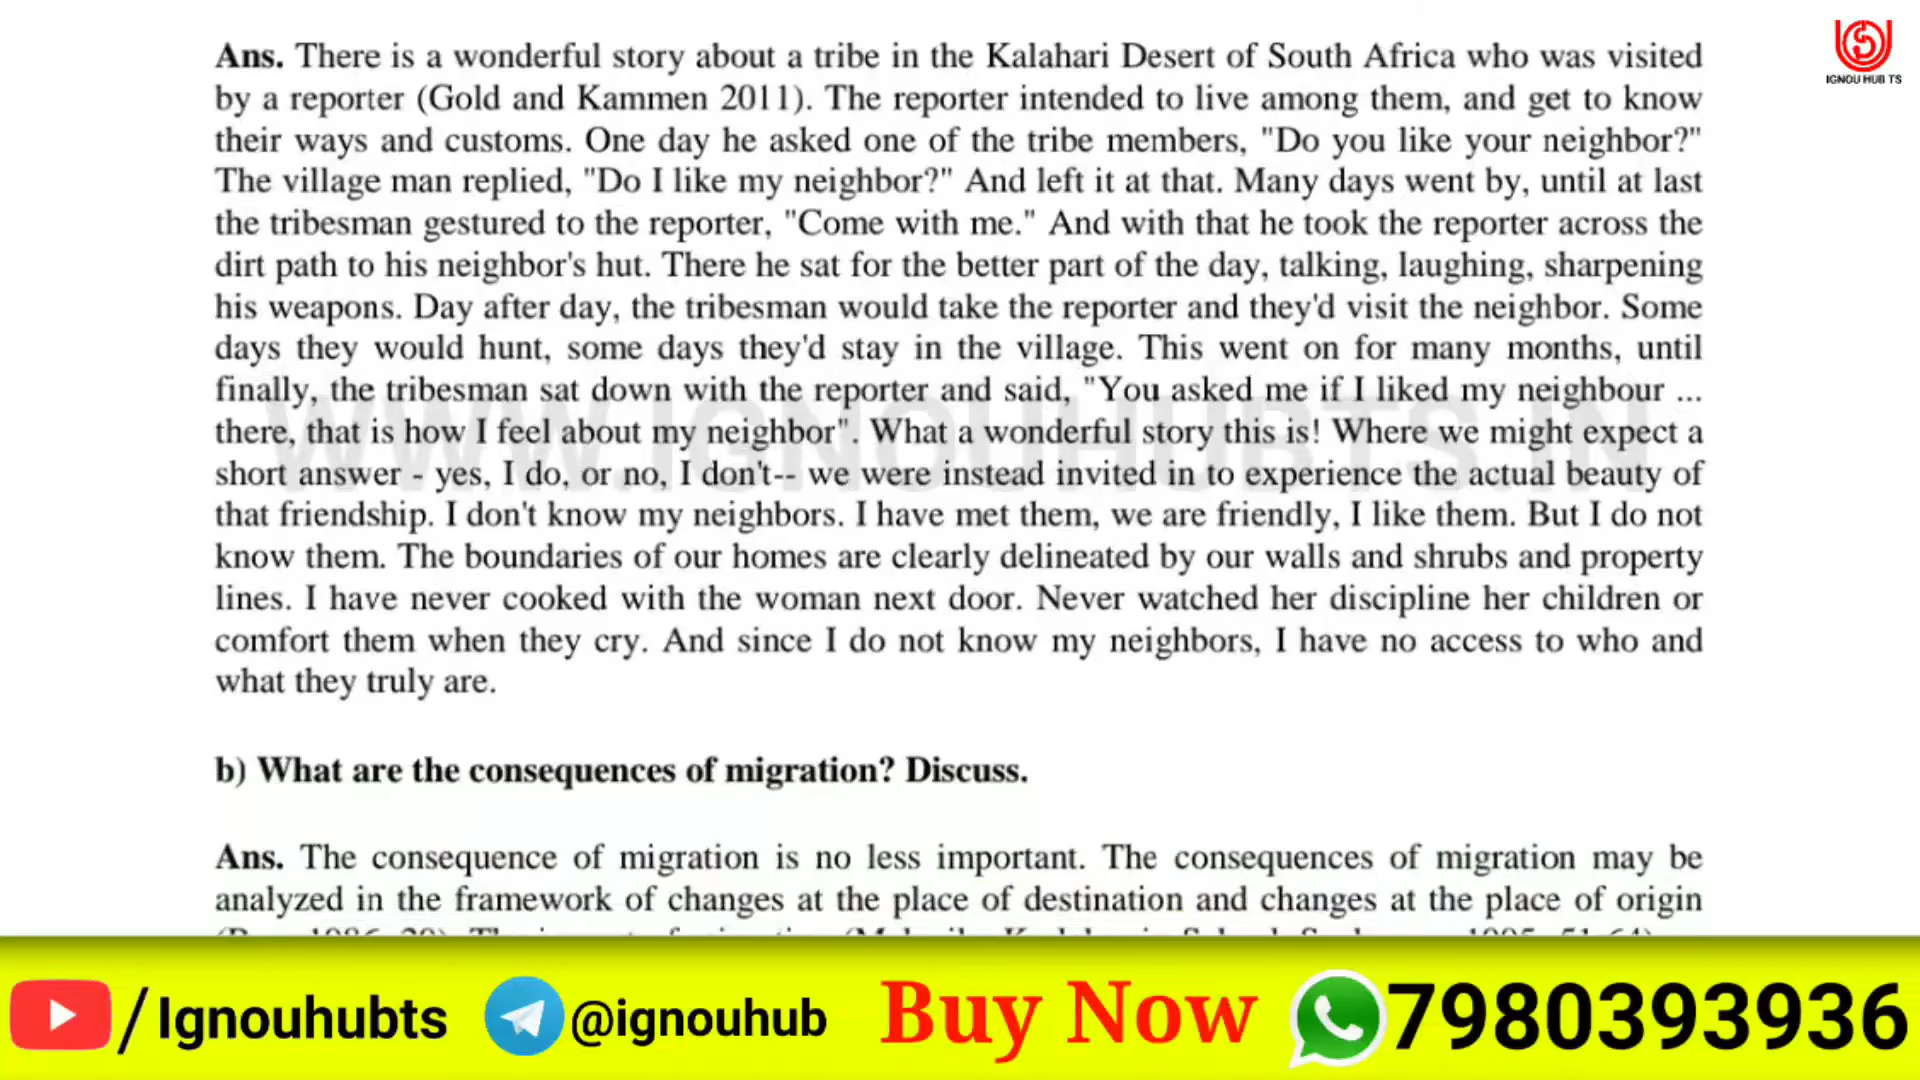 Ans. There is a wonderful story about a tribe in the Kalahari Desert of South Africa who was visited
by a reporter (Gold and Kammen 2011). The reporter intended to live among them, and get to know
their ways and customs. One day he asked one of the tribe members, "Do you like your neighbor?"
The village man replied, "Do I like my neighbor?" And left it at that. Many days went by, until at last
the tribesman gestured to the reporter, "Come with me." And with that he took the reporter across the
dirt path to his neighbor's hut. There he sat for the better part of the day, talking, laughing, sharpening
his weapons. Day after day, the tribesman would take the reporter and they'd visit the neighbor. Some
days they would hunt, some days they'd stay in the village. This went on for many months, until
finally, the tribesman sat down with the reporter and said, "You asked me if I liked my neighbour ...
there, that is how I feel about my neighbor". What a wonderful story this is! Where we might expect a
short answer - yes, I do, or no, I don't-- we were instead invited in to experience the actual beauty of
that friendship. I don't know my neighbors. I have met them, we are friendly, I like them. But I do not
know them. The boundaries of our homes are clearly delineated by our walls and shrubs and property
lines. I have never cooked with the woman next door. Never watched her discipline her children or
comfort them when they cry. And since I do not know my neighbors, I have no access to who and
what they truly are.
b) What are the consequences of migration? Discuss.
Ans. The consequence of migration is no less important. The consequences of migration may be
analyzed in the framework of changes at the place of destination and changes at the place of origin
IGNOU HUB TS
WWW.IGNOUHUBTS.IN
/Ignouhubts @ignouhub Buy Now 7980393936